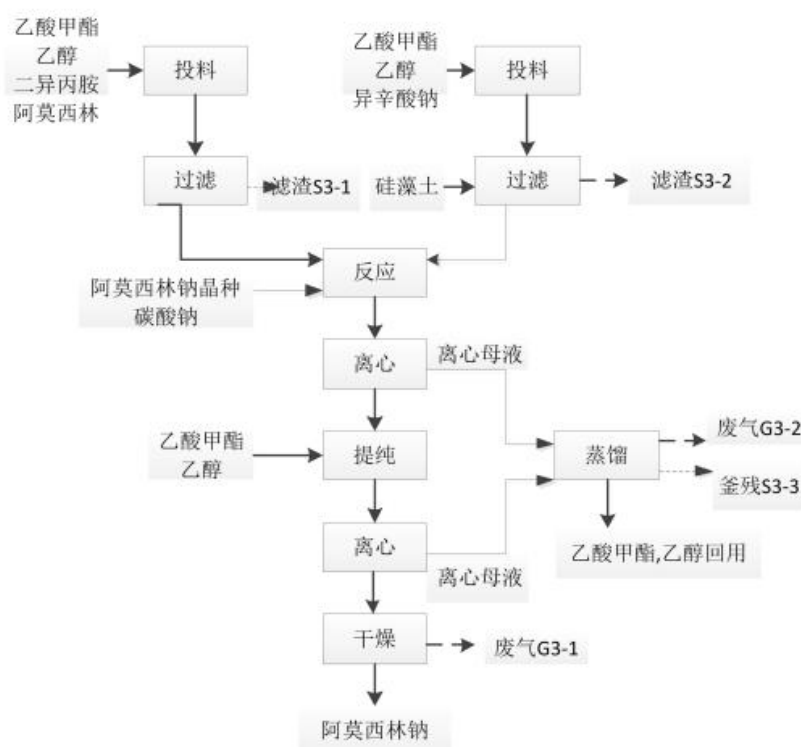 乙酸甲酯
乙醇
二异丙胺
阿莫西林
投料
乙酸甲酯
乙醇
异辛酸钠
投料
过滤
滤渣S3-1
硅藻土
过滤
滤渣S3-2
反应
阿莫西林钠晶种
碳酸钠
离心
离心母液
乙酸甲酯
乙醇
提纯
蒸馏
废气G3-2
釜残S3-3
离心
离心母液
乙酸甲酯,乙醇回用
干燥
废气G3-1
阿莫西林钠